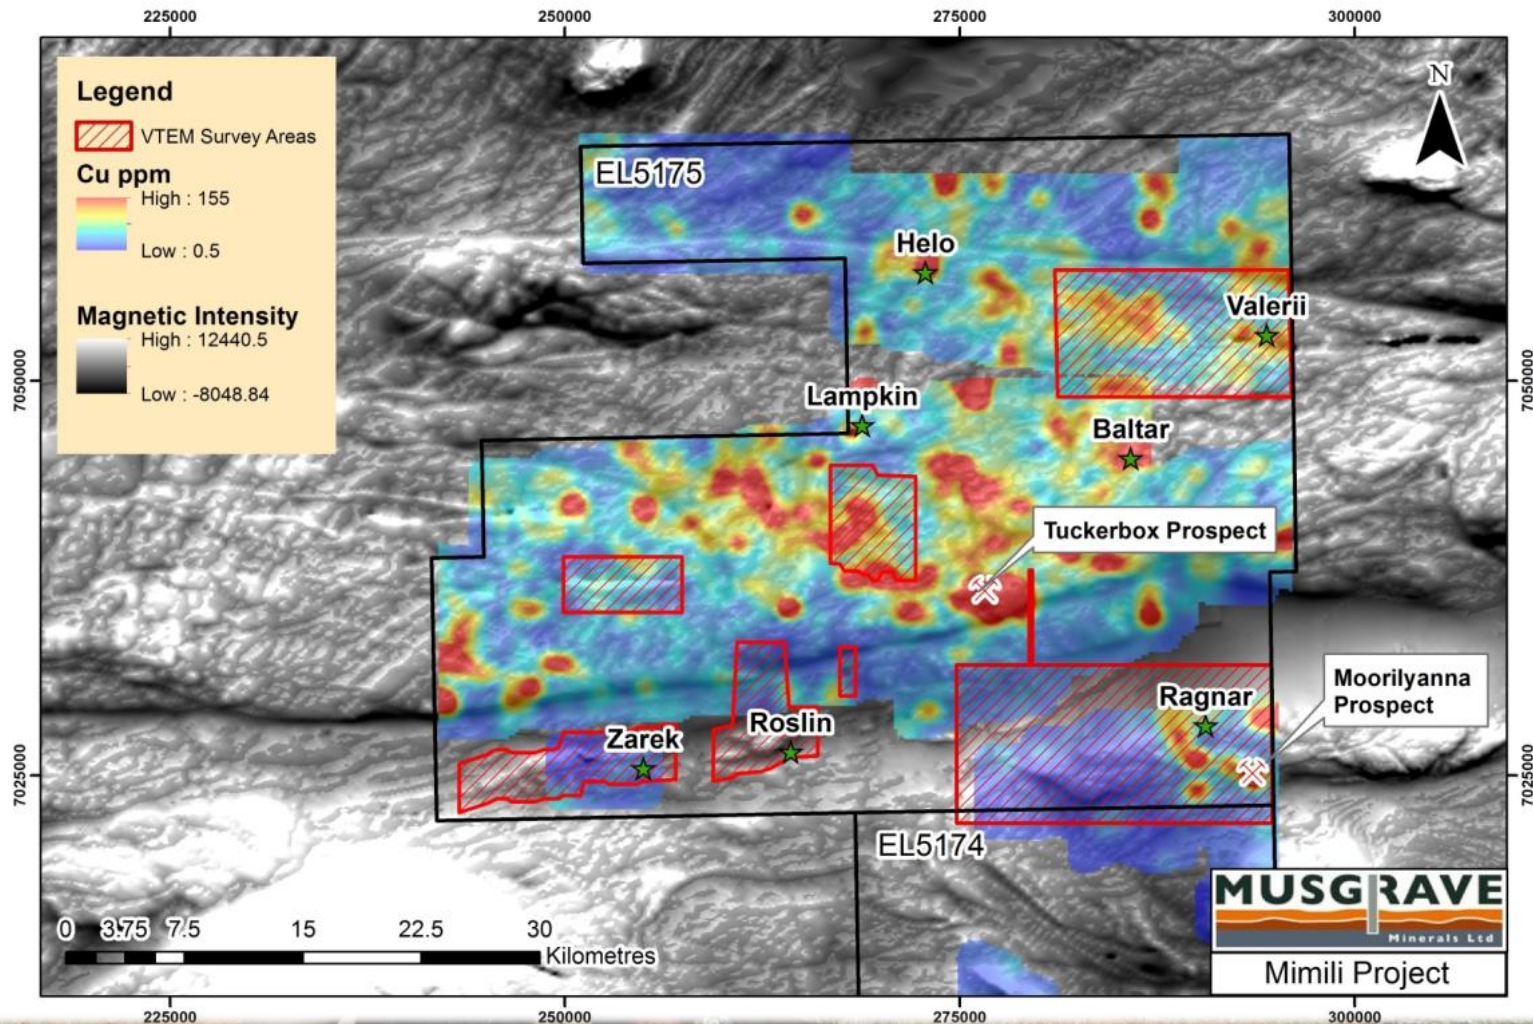 225000 250000 275000 300000
Legend
VTEM Survey Areas
Cu ppm
High : 155
Low : 0.5
Magnetic Intensity
High : 12440.5
Low : -8048.84
N
EL5175
Helo
Valerii
7050000
7050000
Lampkin
Baltar
Tuckerbox Prospect
Moorilyanna
Prospect
Ragnar
Roslin
Zarek
7025000
7025000
EL5174
0 3.75 7.5 15 22.5 30
Kilometres
MUSGRAVE
Minerals Ltd
Mimili Project
225000 250000 275000 300000